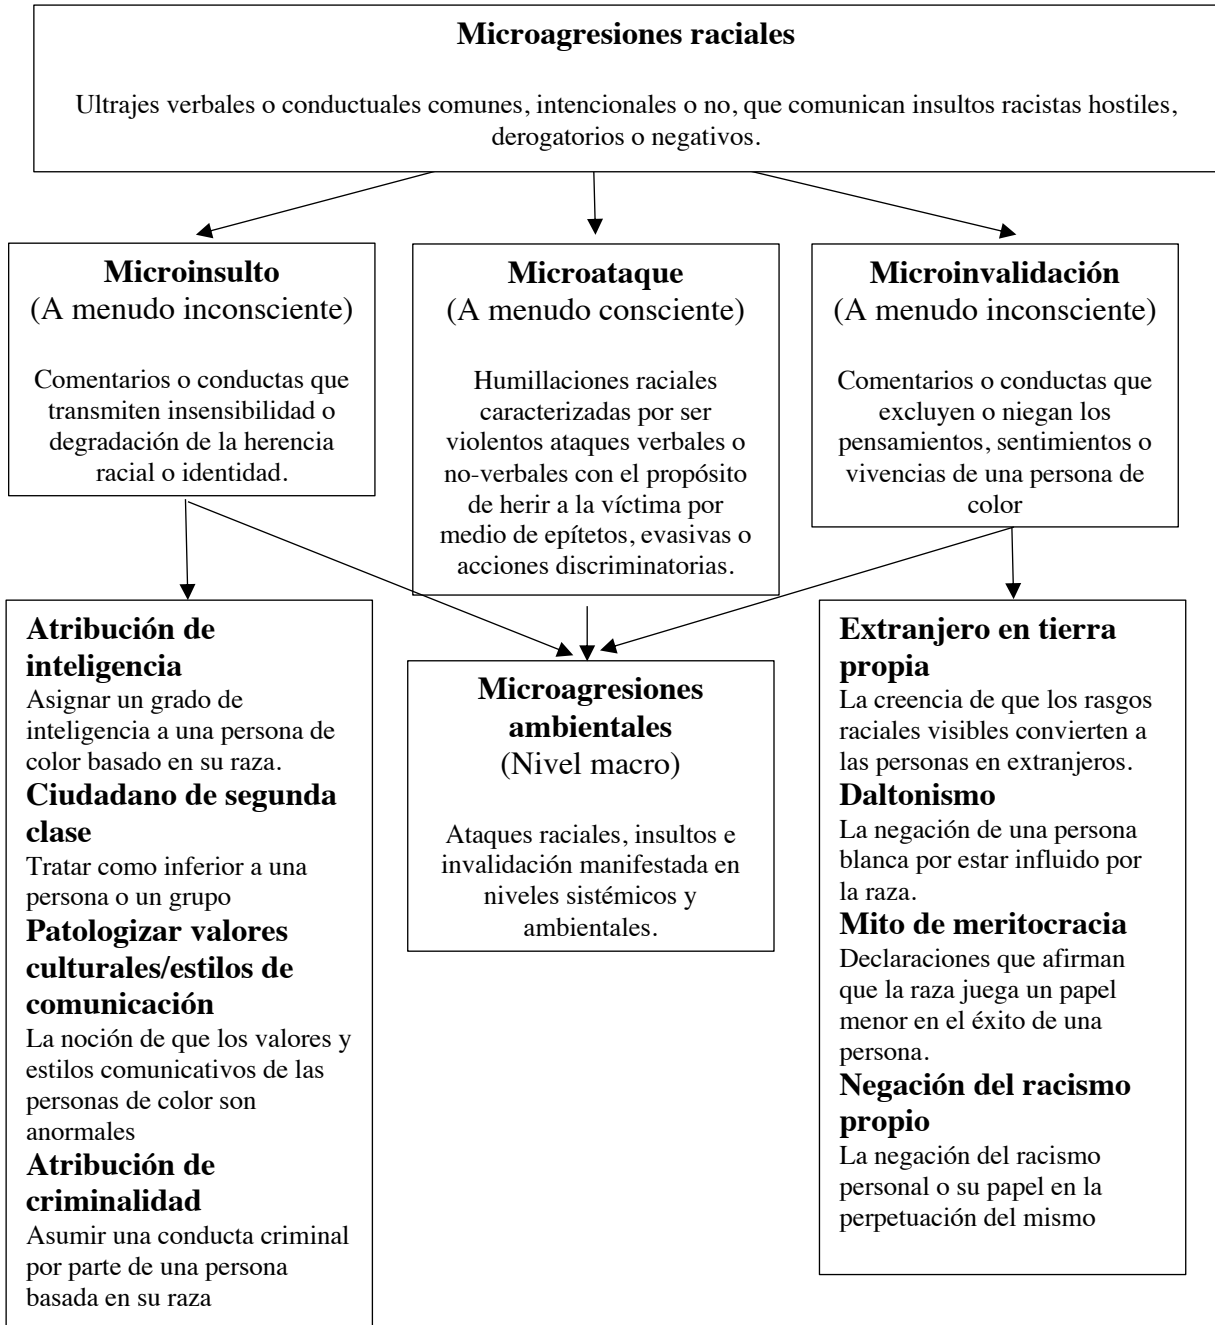 Microagresiones raciales
Ultrajes verbales o conductuales comunes, intencionales o no, que comunican insultos racistas hostiles,
derogatorios o negativos.
Microinsulto
(A menudo inconsciente)
Comentarios o conductas que
transmiten insensibilidad o
degradación de la herencia
racial o identidad.
Microataque
(A menudo consciente)
Humillaciones raciales
caracterizadas por ser
violentos ataques verbales o
no-verbales con el propósito
de herir a la víctima por
medio de epítetos, evasivas o
acciones discriminatorias.
Microinvalidación
(A menudo inconsciente)
Comentarios o conductas que
excluyen o niegan los
pensamientos, sentimientos o
vivencias de una persona de
color
Atribución de
inteligencia
Asignar un grado de
inteligencia a una persona de
color basado en su raza.
Ciudadano de segunda
clase
Tratar como inferior a una
persona o un grupo
Patologizar valores
culturales/estilos de
comunicación
La noción de que los valores y
estilos comunicativos de las
personas de color son
anormales
Atribución de
criminalidad
Asumir una conducta criminal
por parte de una persona
basada en su raza
Microagresiones
ambientales
(Nivel macro)
Ataques raciales, insultos e
invalidación manifestada en
niveles sistémicos y
ambientales.
Extranjero en tierra
propia
La creencia de que los rasgos
raciales visibles convierten a
las personas en extranjeros.
Daltonismo
La negación de una persona
blanca por estar influido por
la raza.
Mito de meritocracia
Declaraciones que afirman
que la raza juega un papel
menor en el éxito de una
persona.
Negación del racismo
propio
La negación del racismo
personal o su papel en la
perpetuación del mismo